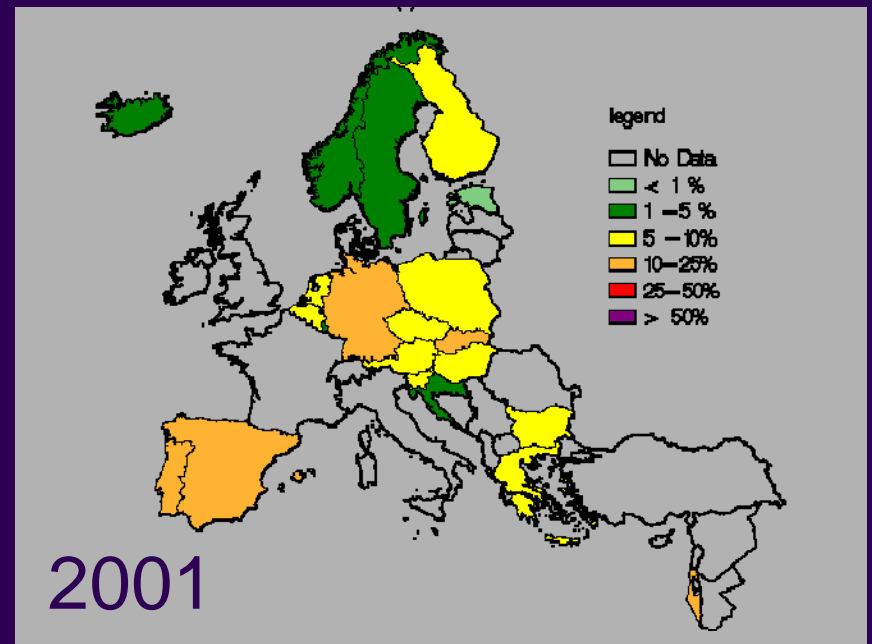 legend
No Data
< 1 %
1 –5 %
5 –10%
10–25%
25–50%
> 50%
2001